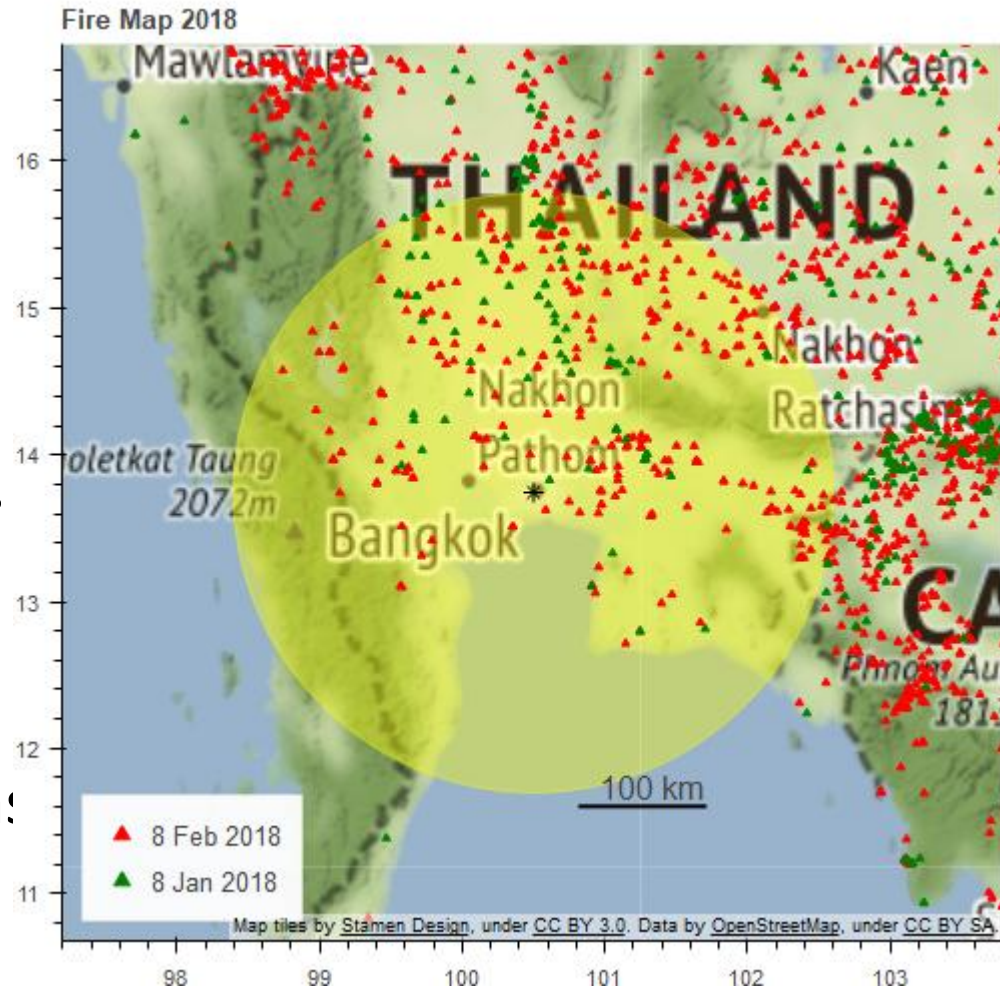 Fire Map 2018
Mawlamyine
Kaen
THAILAND
16
15
Nakhon
Ratchasim
Nakhon
Pathom
14
oletkat Taung
2072m
Bangkok
13
CA
Phnom Au
181
12
100 km
8 Feb 2018
8 Jan 2018
11
Map tiles by Stamen Design, under CC BY 3.0. Data by OpenStreetMap, under CC BY SA.
98 99 100 101 102 103